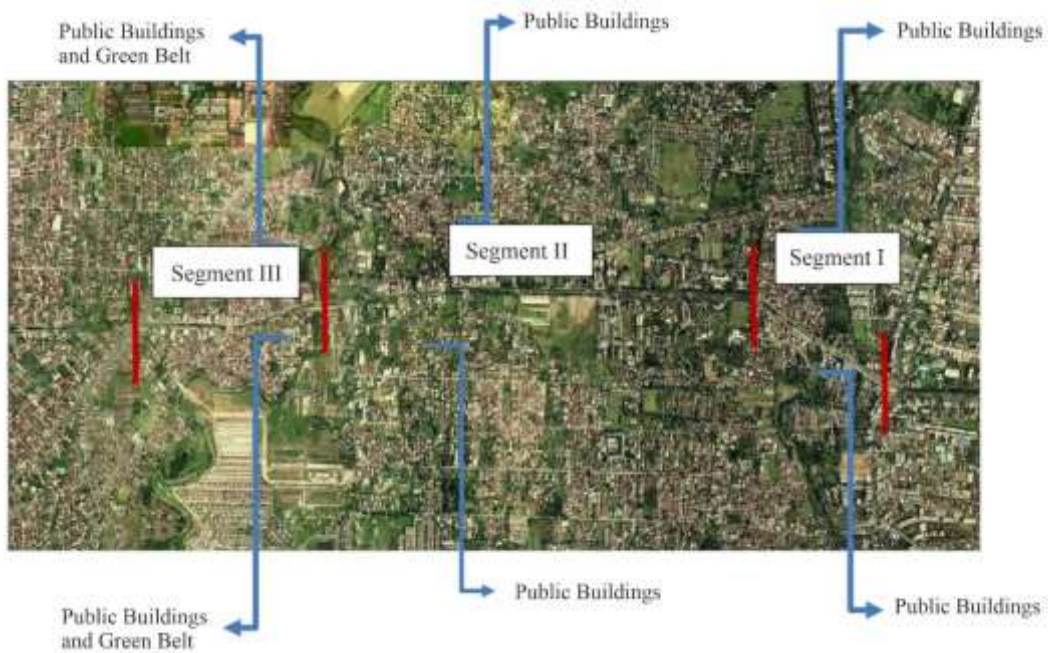 Public Buildings
and Green Belt
Public Buildings
Public Buildings
Segment III
Segment II
Segment I
Public Buildings
and Green Belt
Public Buildings
Public Buildings